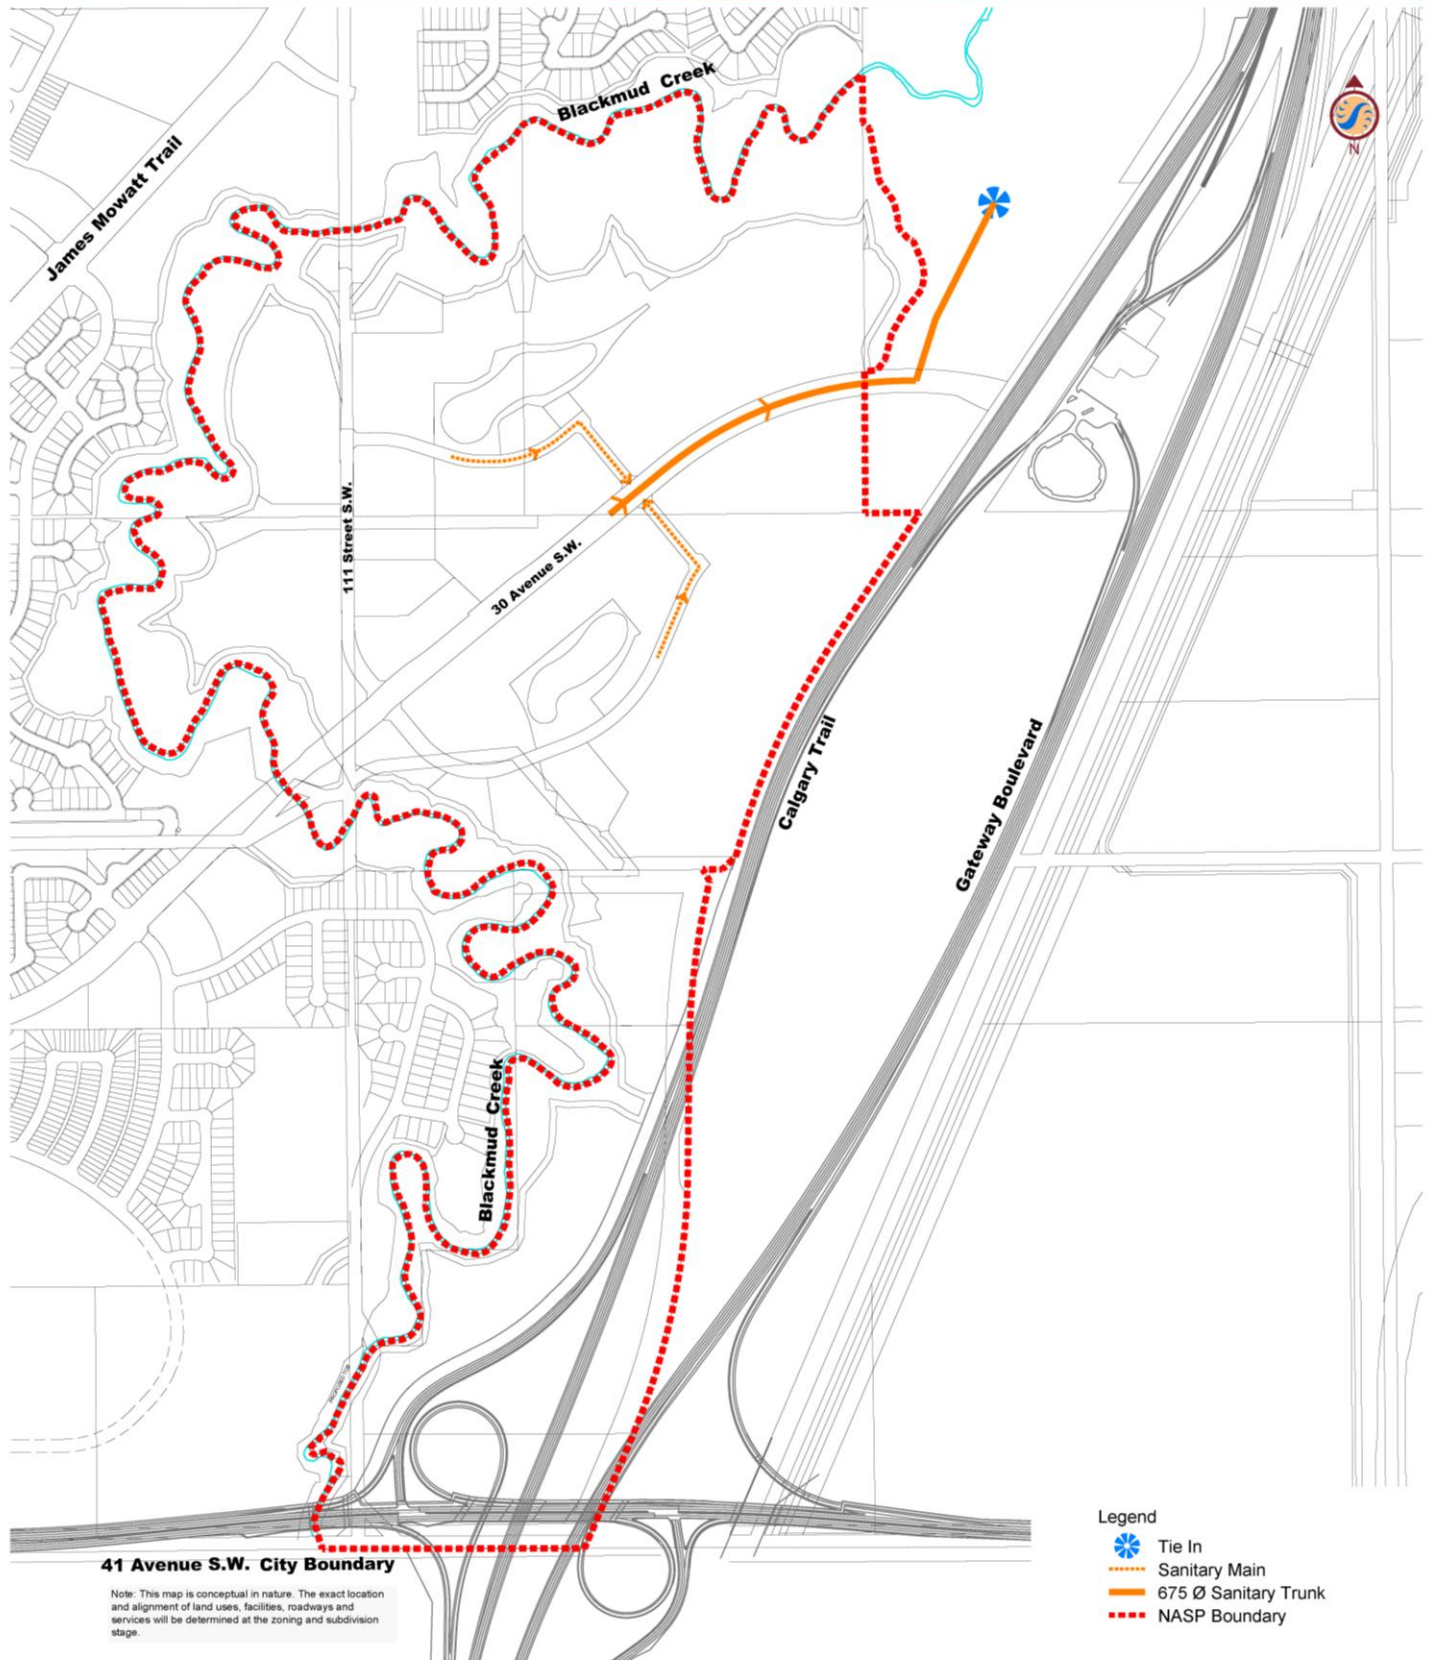 Blackmud Creek
James Mowatt Trail
N
111 Street S.W.
30 Avenue S.W.
Calgary Trail
Gateway Boulevard
Blackmud Creek
41 Avenue S.W. City Boundary
Note: This map is conceptual in nature. The exact location
and alignment of land uses, facilities, roadways and
services will be determined at the zoning and subdivision
stage.
Legend
Tie In
Sanitary Main
675 Ø Sanitary Trunk
NASP Boundary